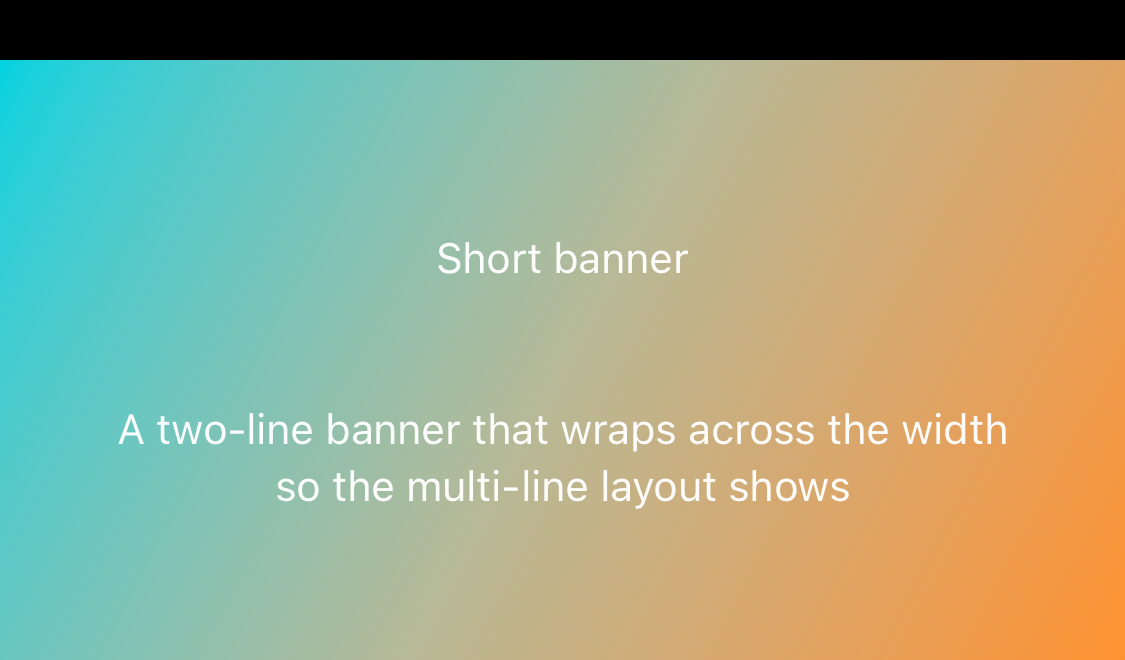 Short banner
A two-line banner that wraps across the width
so the multi-line layout shows